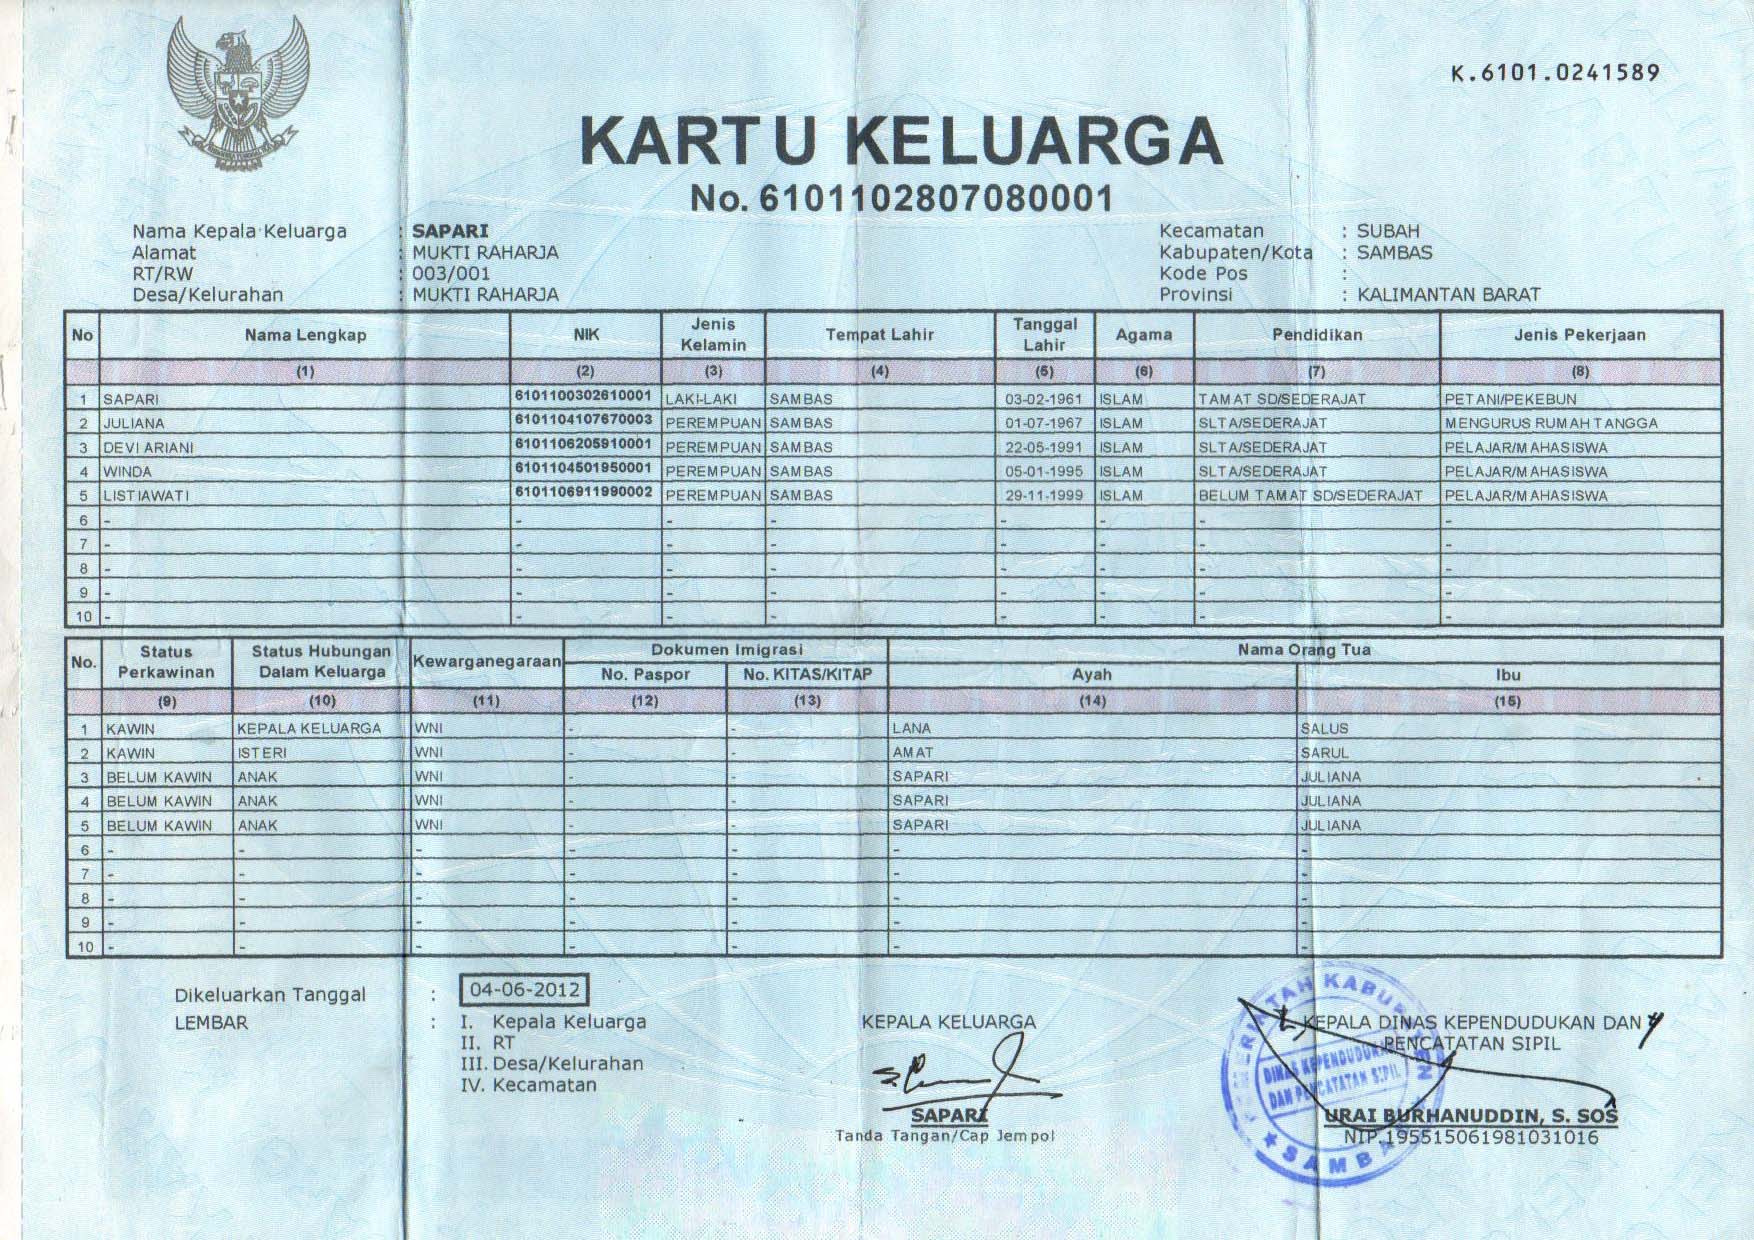 K.6101.0241589
KARTU KELUARGA
No. 6101102807080001
Nama Kepala Keluarga : SAPARI
Alamat : MUKTI RAHARJA
RT/RW : 003/001
Desa/Kelurahan : MUKTI RAHARJA
Kecamatan : SUBAH
Kabupaten/Kota : SAMBAS
Kode Pos :
Provinsi : KALIMANTAN BARAT
No Nama Lengkap NIK Jenis Kelamin Tempat Lahir Tanggal Lahir Agama Pendidikan Jenis Pekerjaan
(1) (2) (3) (4) (5) (6) (7) (8)
1 SAPARI 6101100302610001 LAKI-LAKI SAMBAS 03-02-1961 ISLAM TAMAT SD/SEDERAJAT PETANI/PEKEBUN
2 JULIANA 6101104107670003 PEREMPUAN SAMBAS 01-07-1967 ISLAM SLTA/SEDERAJAT MENGURUS RUMAH TANGGA
3 DEVI ARIANI 6101106205910001 PEREMPUAN SAMBAS 22-05-1991 ISLAM SLTA/SEDERAJAT PELAJAR/MAHASISWA
4 WINDA 6101104501950001 PEREMPUAN SAMBAS 05-01-1995 ISLAM SLTA/SEDERAJAT PELAJAR/MAHASISWA
5 LISTIAWATI 6101106911990002 PEREMPUAN SAMBAS 29-11-1999 ISLAM BELUM TAMAT SD/SEDERAJAT PELAJAR/MAHASISWA
6 - - - - - - - -
7 - - - - - - - -
8 - - - - - - - -
9 - - - - - - - -
10 - - - - - - - -
No. Status Perkawinan Status Hubungan Dalam Keluarga Kewarganegaraan Dokumen Imigrasi Nama Orang Tua
No. Paspor No. KITAS/KITAP Ayah Ibu
(9) (10) (11) (12) (13) (14) (15)
1 KAWIN KEPALA KELUARGA WNI - - LANA SALUS
2 KAWIN ISTERI WNI - - AMAT SARUL
3 BELUM KAWIN ANAK WNI - - SAPARI JULIANA
4 BELUM KAWIN ANAK WNI - - SAPARI JULIANA
5 BELUM KAWIN ANAK WNI - - SAPARI JULIANA
6 - - - - - - -
7 - - - - - - -
8 - - - - - - -
9 - - - - - - -
10 - - - - - - -
Dikeluarkan Tanggal : 04-06-2012
LEMBAR : I. Kepala Keluarga
II. RT
III. Desa/Kelurahan
IV. Kecamatan
KEPALA KELUARGA
SAPARI
Tanda Tangan/Cap Jempol
KEPALA DINAS KEPENDUDUKAN DAN
PENCATATAN SIPIL
URAI BURHANUDDIN, S. SOS
NIP.195515061981031016
DINAS KEPENDUDUKAN
DAN PENCATATAN SIPIL